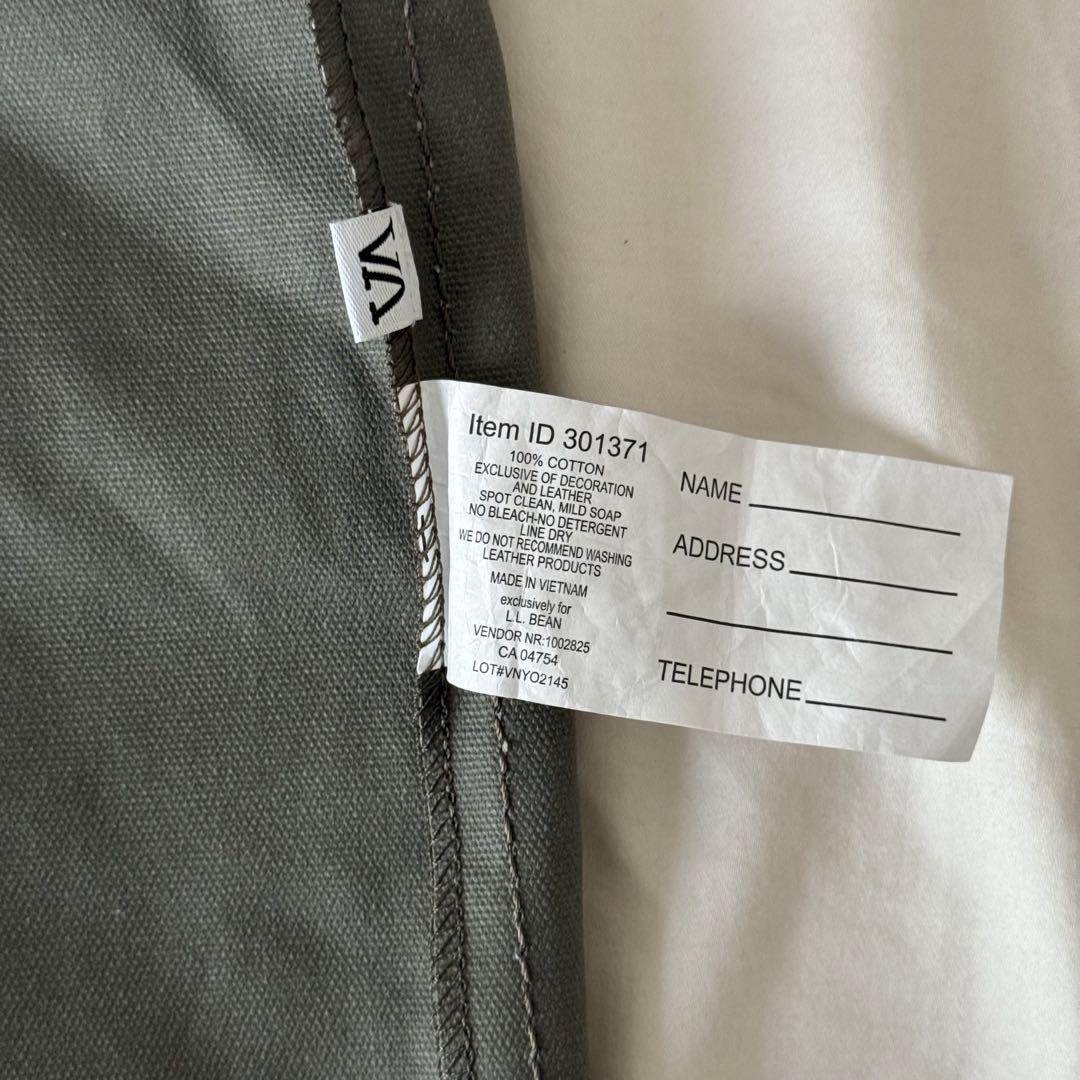 VA
Item ID 301371
100% COTTON
EXCLUSIVE OF DECORATION
AND LEATHER
SPOT CLEAN, MILD SOAP
NO BLEACH-NO DETERGENT
LINE DRY
WE DO NOT RECOMMEND WASHING
LEATHER PRODUCTS
MADE IN VIETNAM
exclusively for
L.L. BEAN
VENDOR NR:1002825
CA 04754
LOT#VNYO2145
NAME
ADDRESS
TELEPHONE